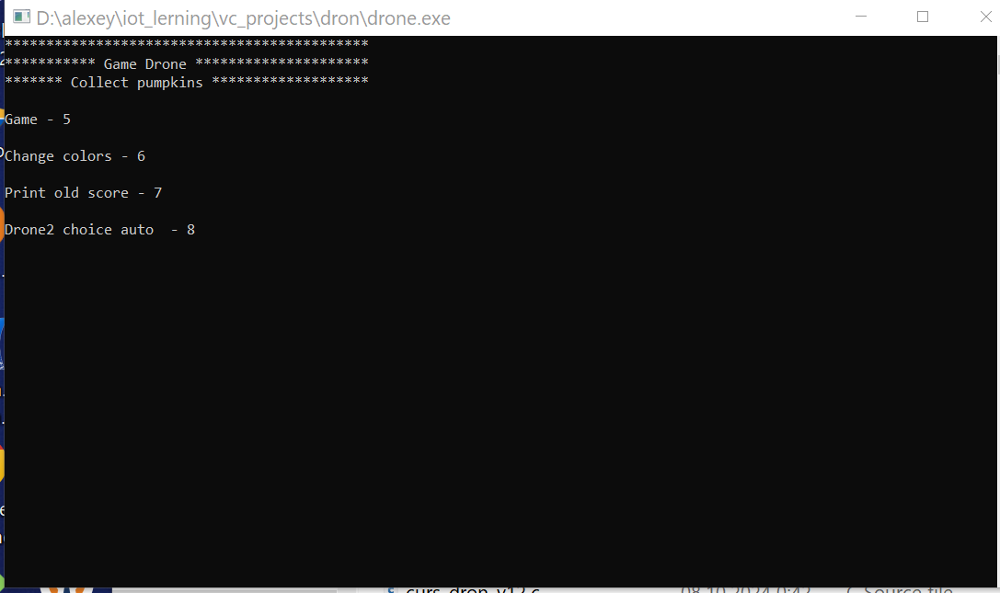 D:\alexey\iot_lerning\vc_projects\dron\drone.exe
********************************************
*********** Game Drone *********************
******* Collect pumpkins *******************
Game - 5
Change colors - 6
Print old score - 7
Drone2 choice auto  - 8
curs_dron_v12.c 08.10.2024 0:42 C Source file